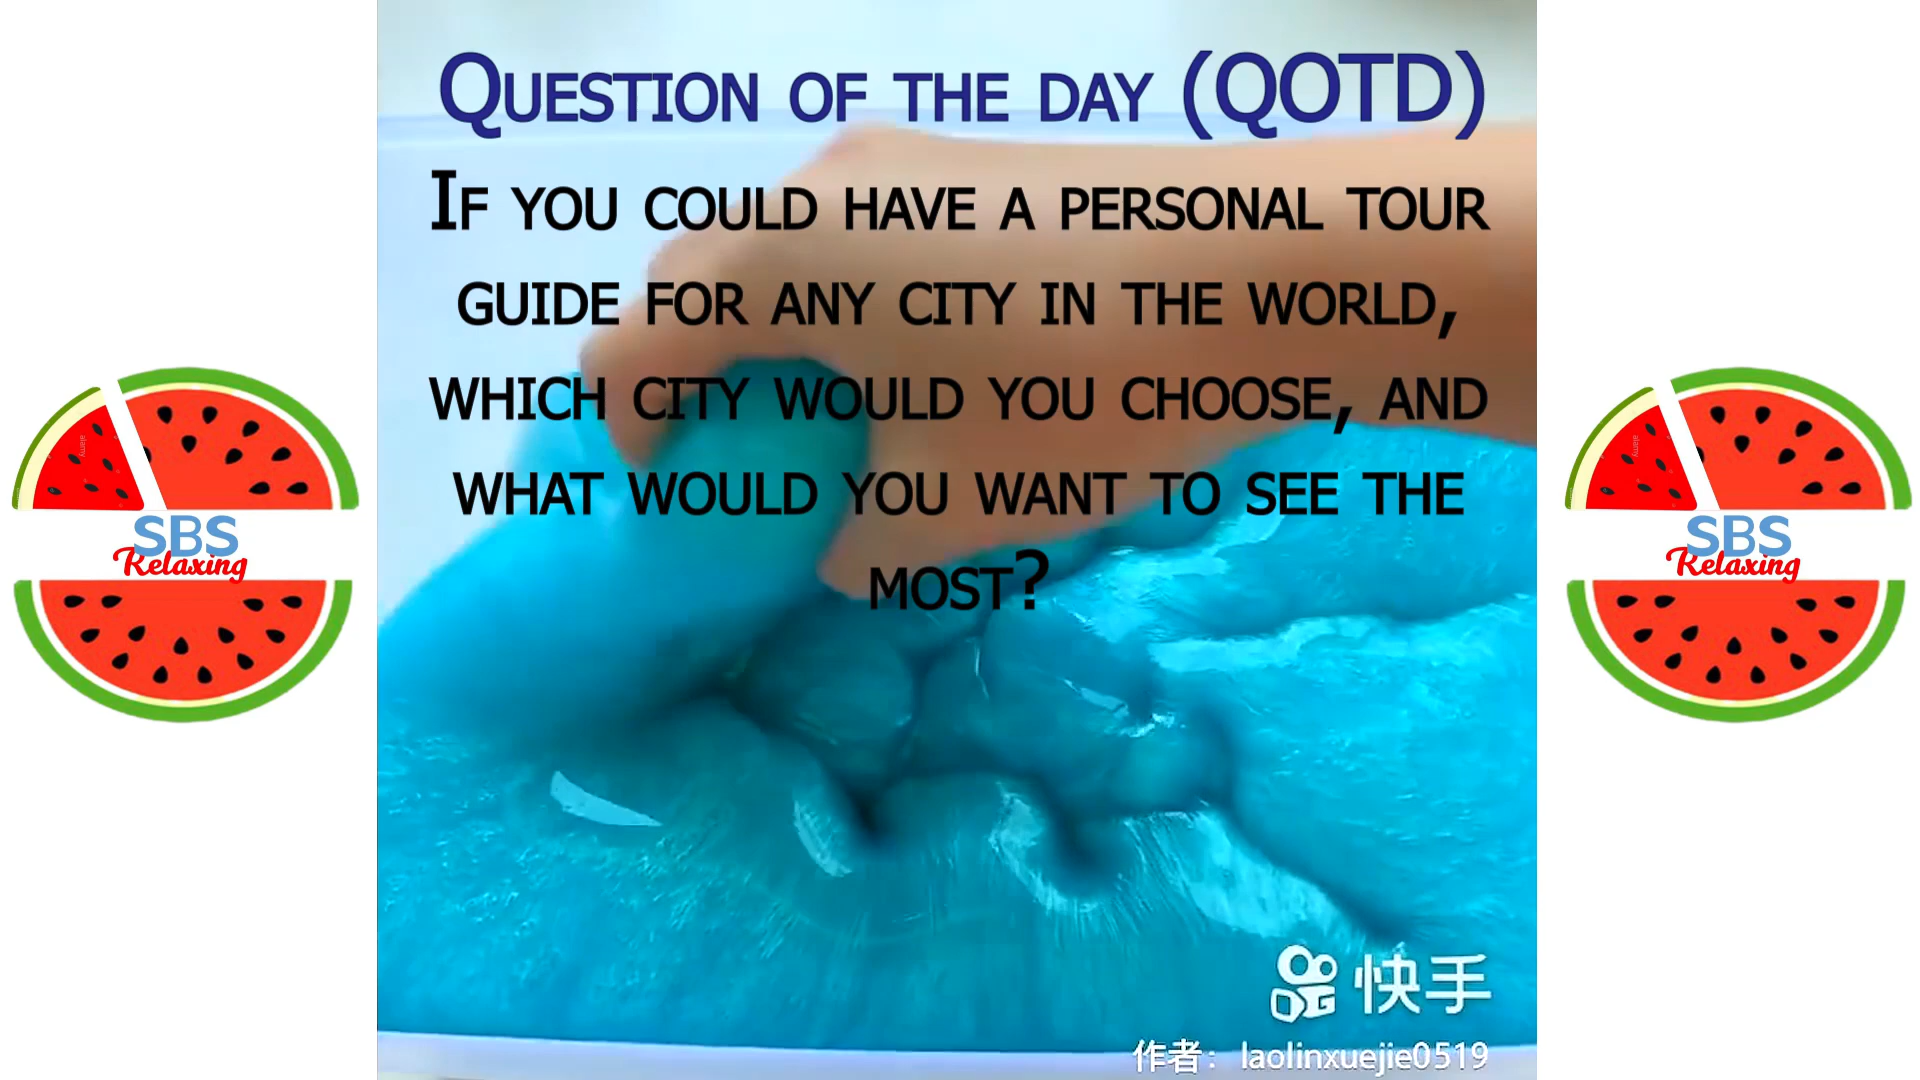 Question of the day (QOTD)
If you could have a personal tour
guide for any city in the world,
which city would you choose, and
what would you want to see the
most?
SBS
Relaxing
SBS
Relaxing
快手
作者：laolinxuejie0519